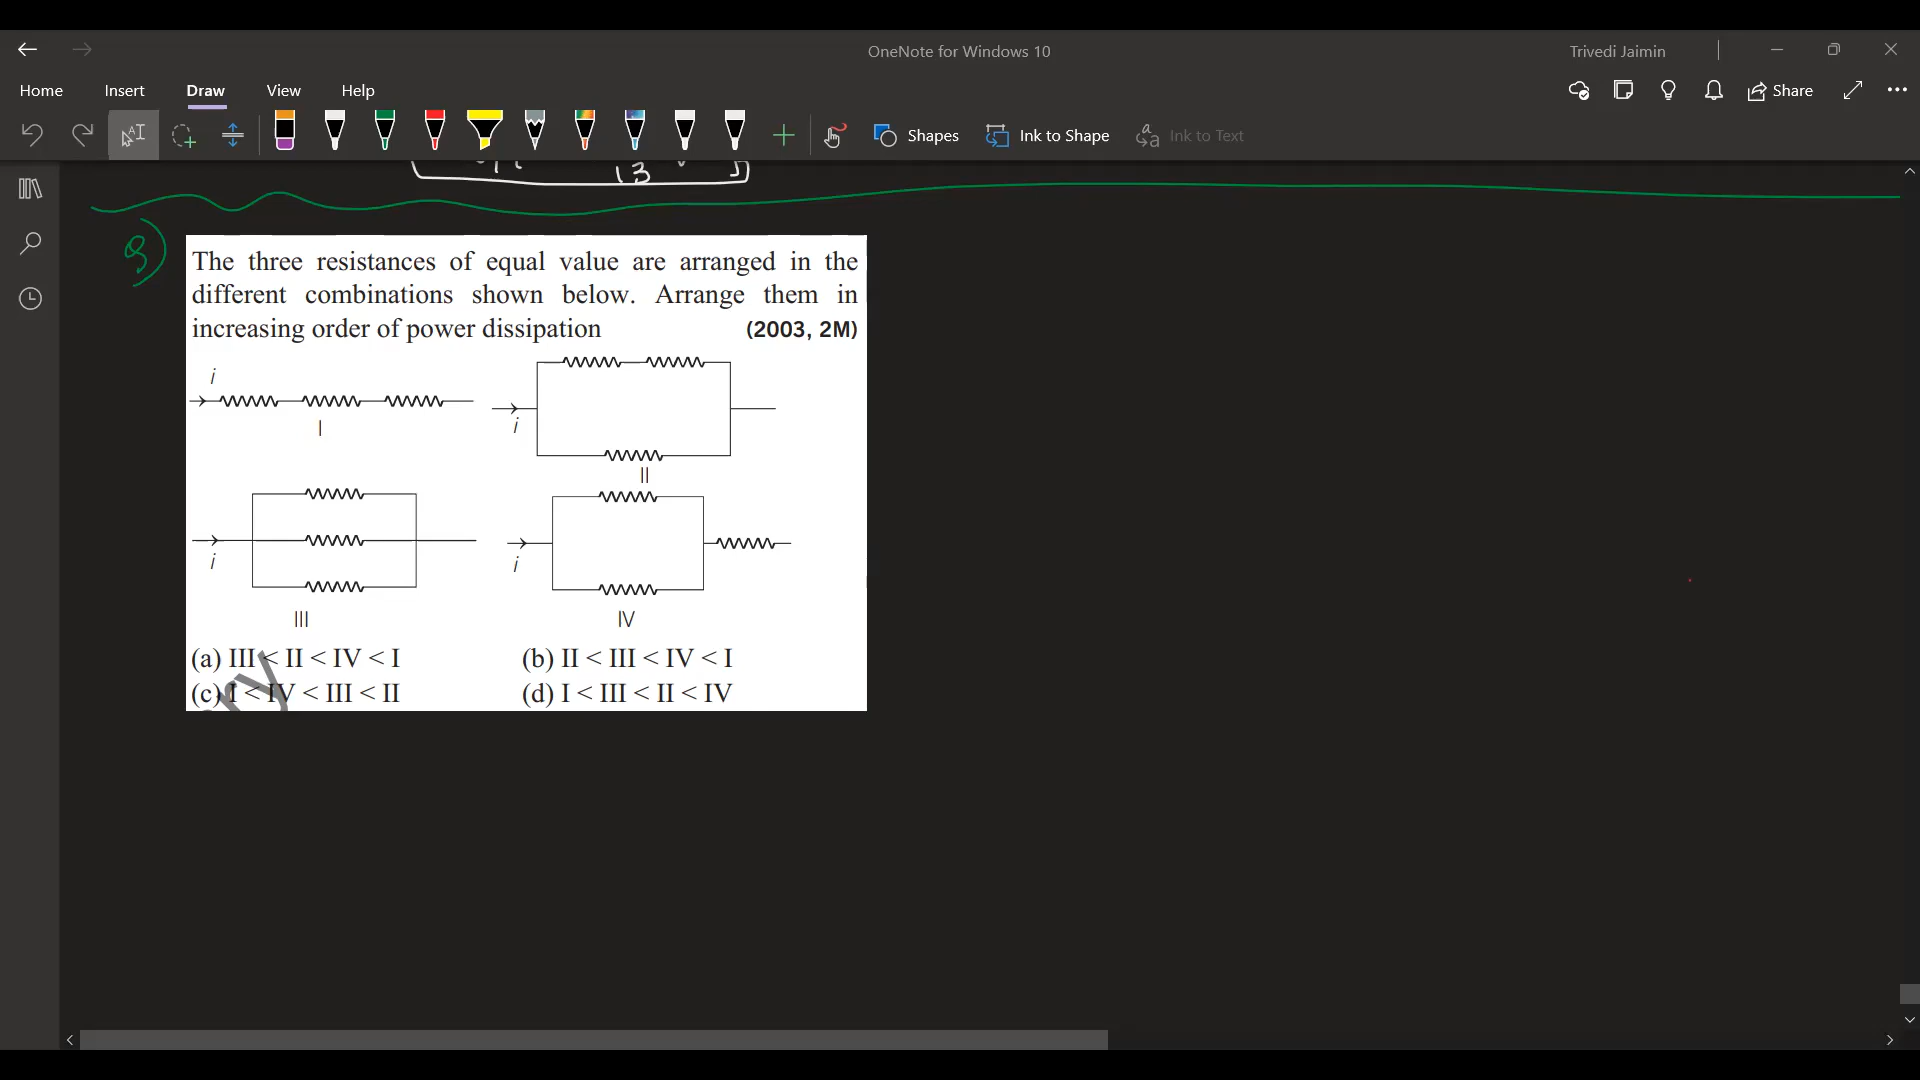 OneNote for Windows 10
Trivedi Jaimin
Home Insert Draw View Help
Share
Shapes Ink to Shape Ink to Text
13
The three resistances of equal value are arranged in the
different combinations shown below. Arrange them in
increasing order of power dissipation (2003, 2M)
i
I
i
II
i
III
i
IV
(a) III < II < IV < I (b) II < III < IV < I
(c) I < IV < III < II (d) I < III < II < IV